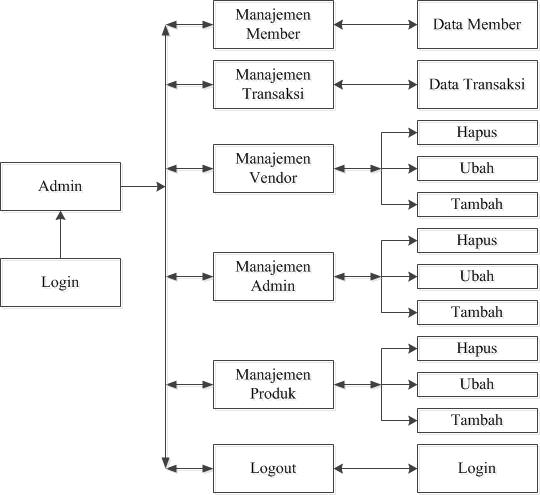 Manajemen
Member
Data Member
Manajemen
Transaksi
Data Transaksi
Admin
Login
Manajemen
Vendor
Hapus
Ubah
Tambah
Manajemen
Admin
Hapus
Ubah
Tambah
Manajemen
Produk
Hapus
Ubah
Tambah
Logout
Login